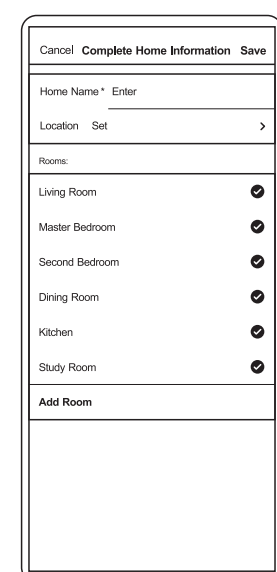 Cancel Complete Home Information Save
Home Name* Enter
Location Set
Rooms:
Living Room
Master Bedroom
Second Bedroom
Dining Room
Kitchen
Study Room
Add Room